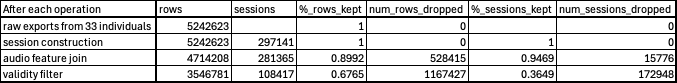 After each operation rows sessions %_rows_kept num_rows_dropped %_sessions_kept num_sessions_dropped
raw exports from 33 individuals 5242623 1 0 0
session construction 5242623 297141 1 0 1 0
audio feature join 4714208 281365 0.8992 528415 0.9469 15776
validity filter 3546781 108417 0.6765 1167427 0.3649 172948